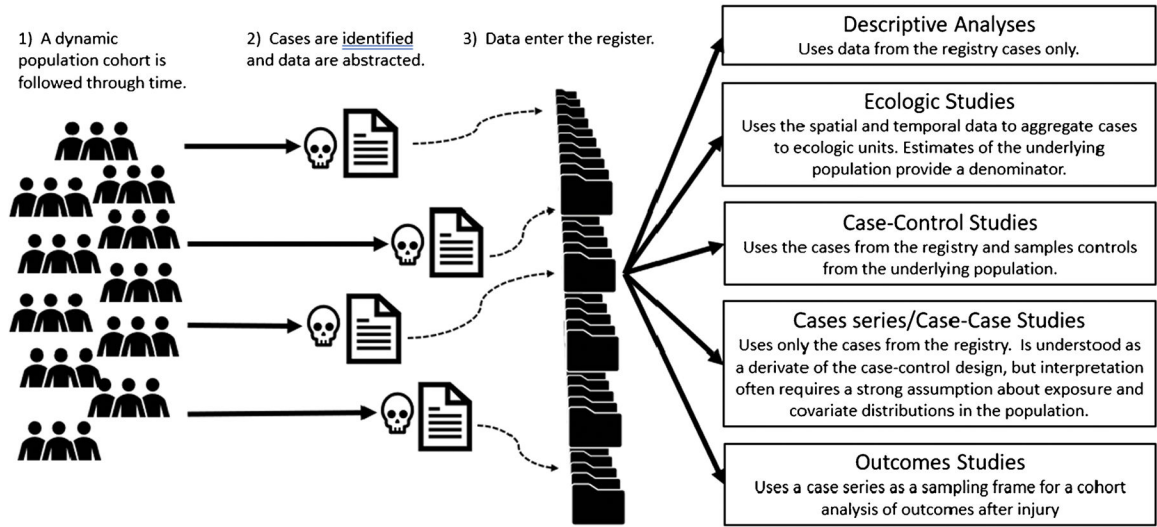 1) A dynamic
population cohort is
followed through time.
2) Cases are identified
and data are abstracted.
3) Data enter the register.
Descriptive Analyses
Uses data from the registry cases only.
Ecologic Studies
Uses the spatial and temporal data to aggregate cases
to ecologic units. Estimates of the underlying
population provide a denominator.
Case-Control Studies
Uses the cases from the registry and samples controls
from the underlying population.
Cases series/Case-Case Studies
Uses only the cases from the registry. Is understood as
a derivate of the case-control design, but interpretation
often requires a strong assumption about exposure and
covariate distributions in the population.
Outcomes Studies
Uses a case series as a sampling frame for a cohort
analysis of outcomes after injury